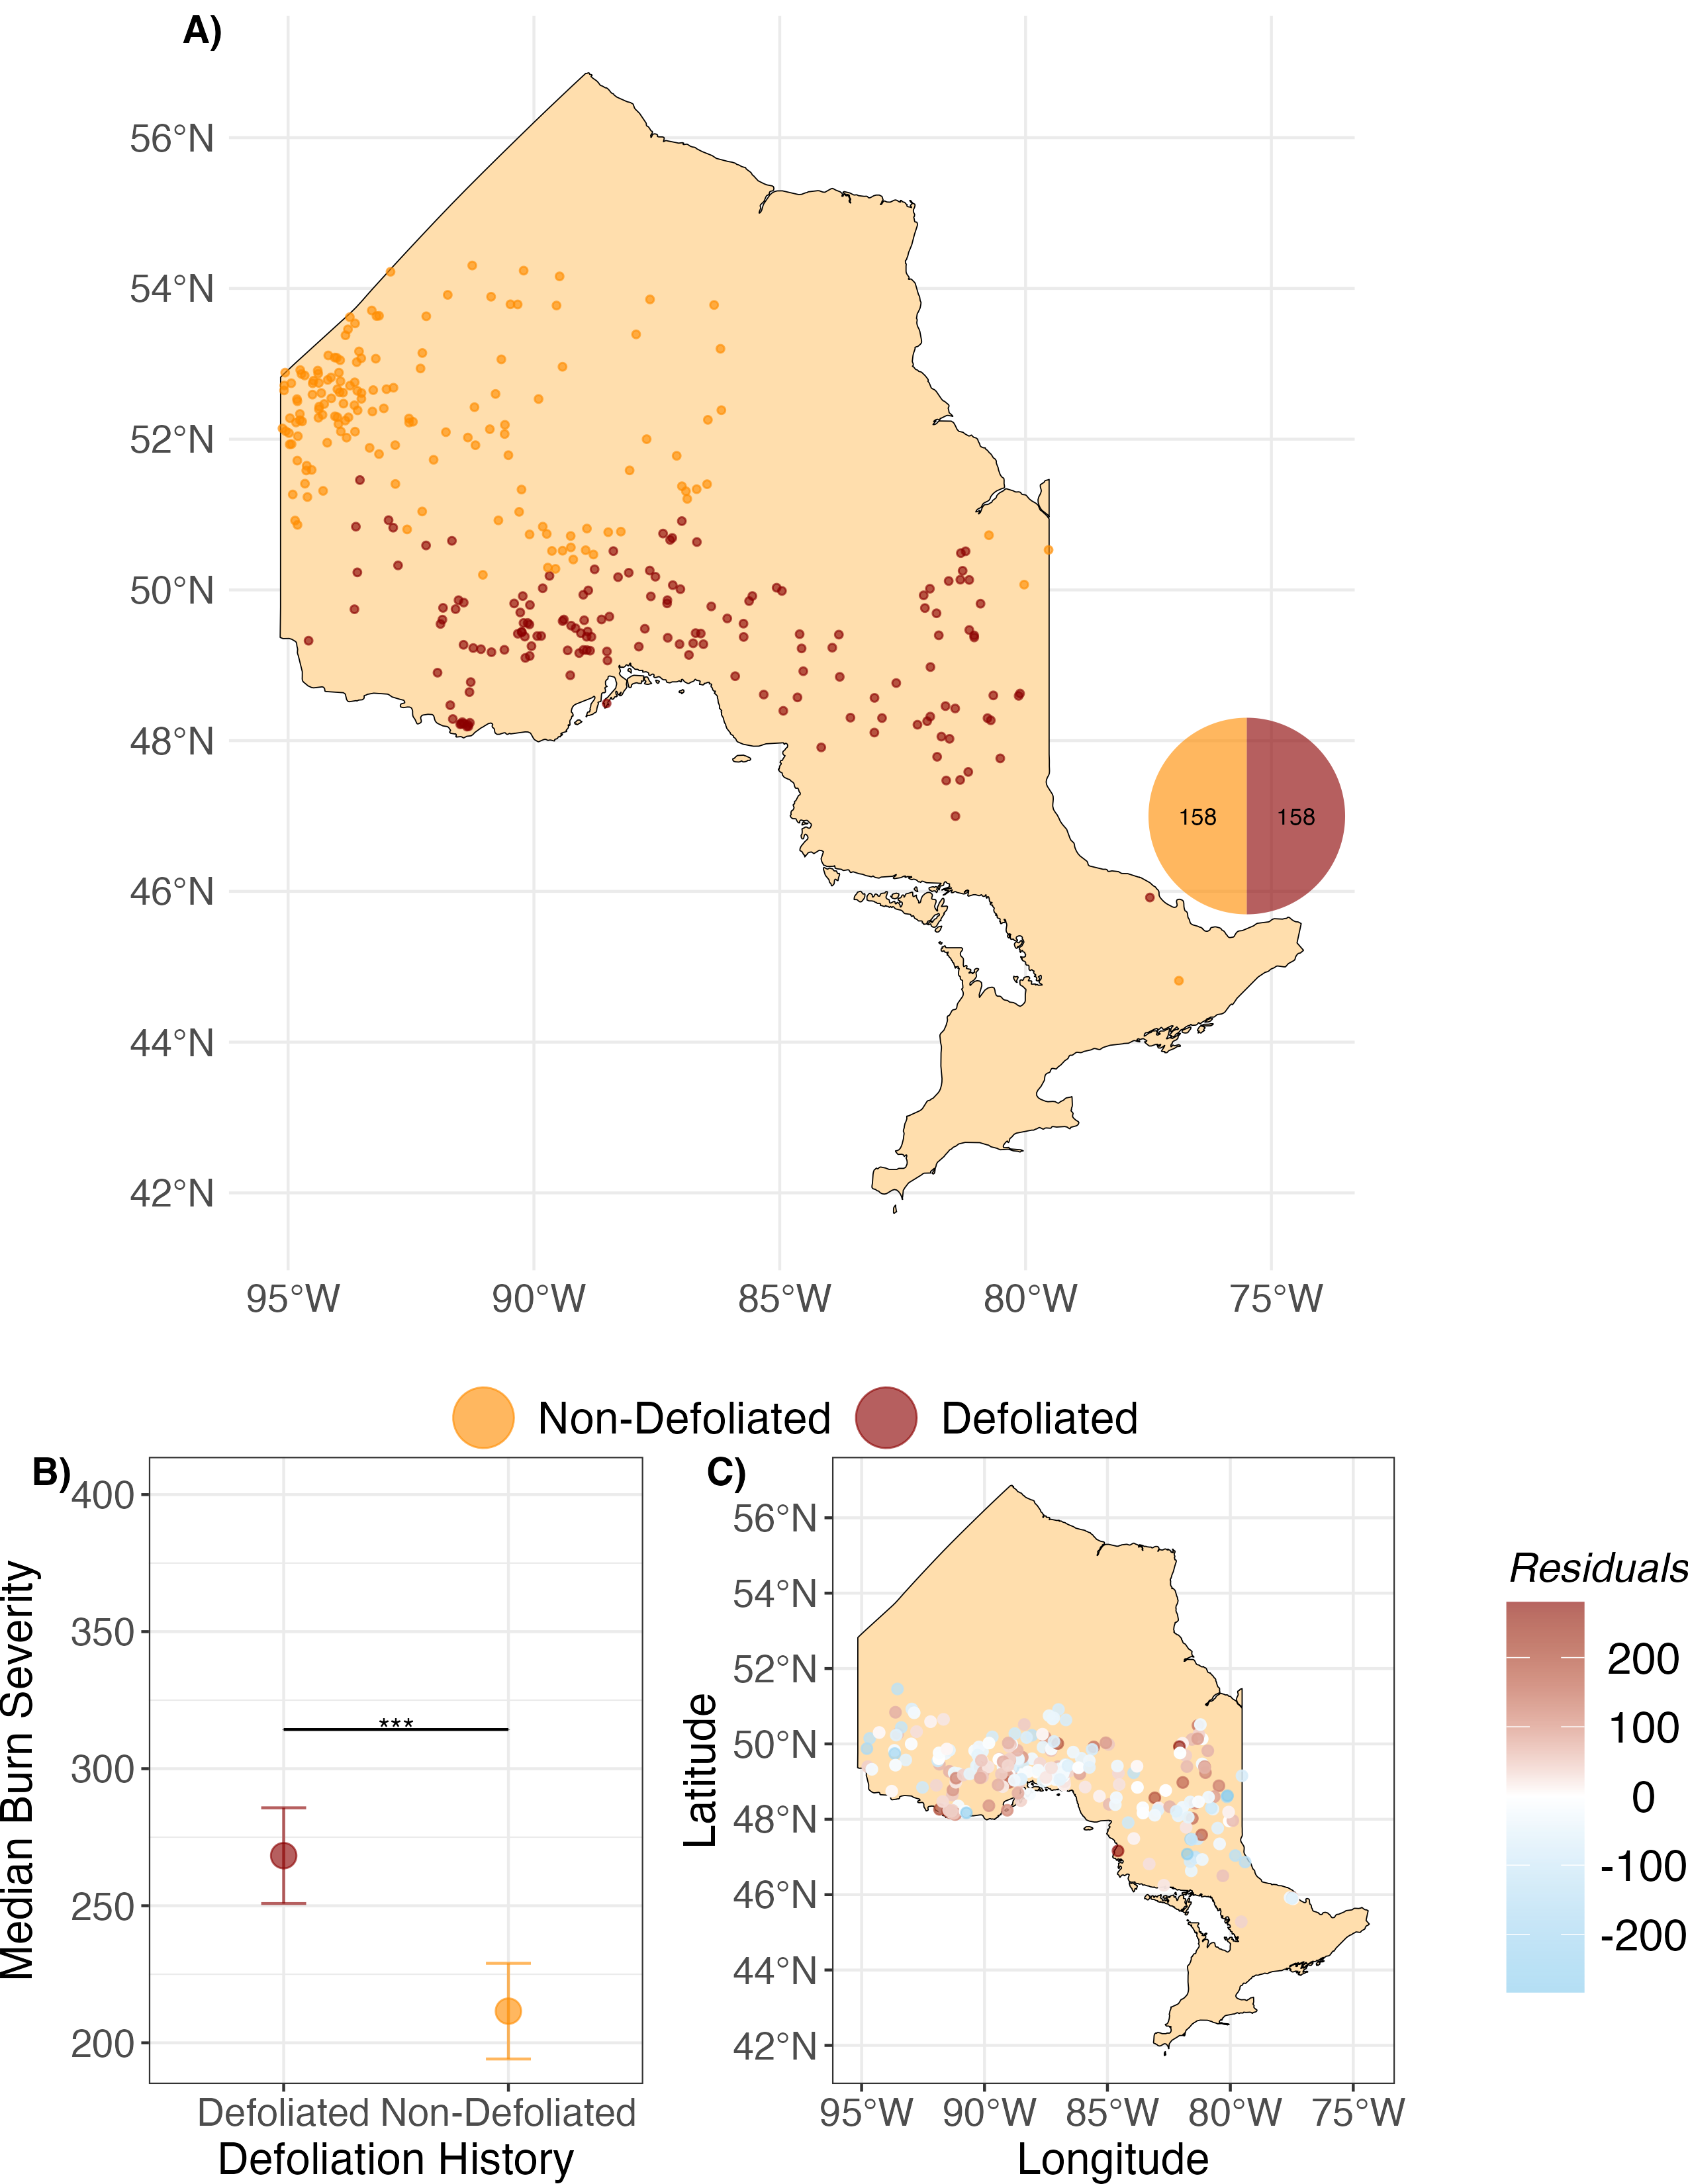 A)
56°N
54°N
52°N
50°N
48°N
46°N
44°N
42°N
158 158
95°W 90°W 85°W 80°W 75°W
Non-Defoliated Defoliated
B)
400
350
300
250
200
***
Median Burn Severity
Defoliated Non-Defoliated
Defoliation History
C)
56°N
54°N
52°N
50°N
48°N
46°N
44°N
42°N
Latitude
95°W 90°W 85°W 80°W 75°W
Longitude
Residuals
200
100
0
-100
-200